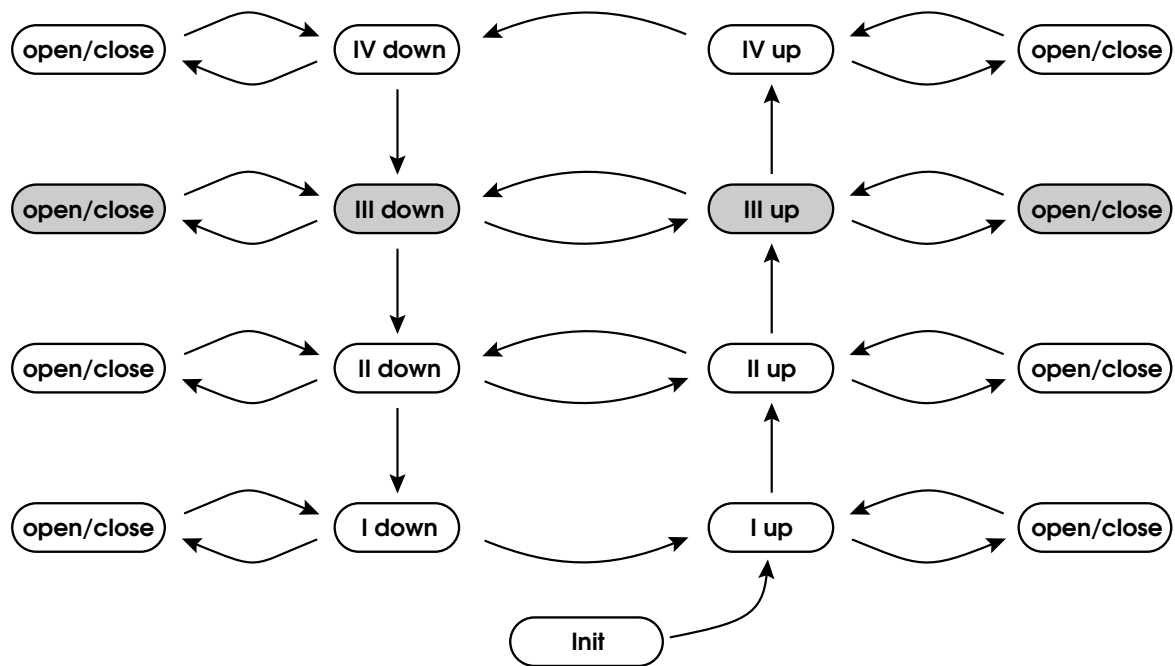 open/close IV down IV up open/close
open/close III down III up open/close
open/close II down II up open/close
open/close I down I up open/close
Init